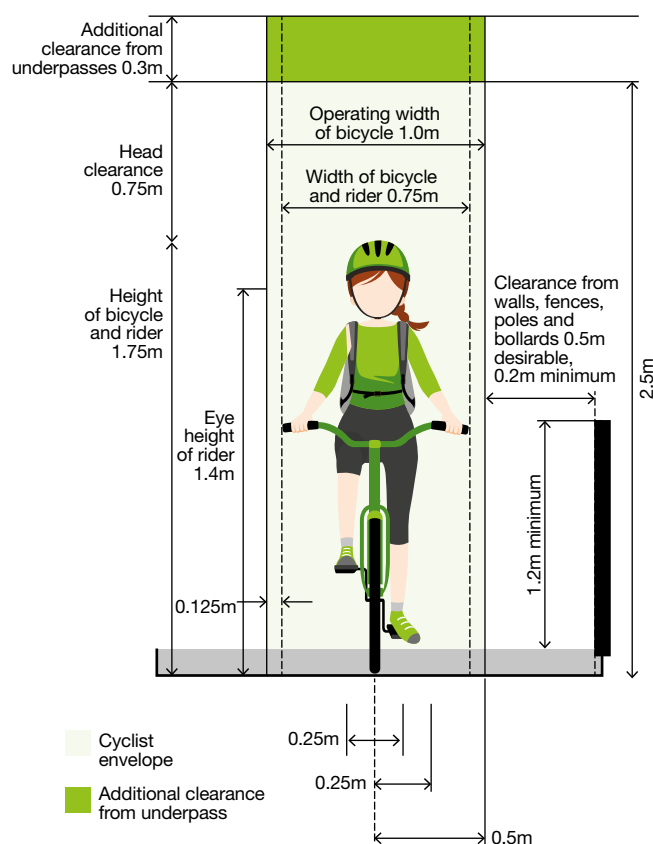 Additional
clearance from
underpasses 0.3m
Operating width
of bicycle 1.0m
Head
clearance
0.75m
Width of bicycle
and rider 0.75m
Height
of bicycle
and rider
1.75m
Clearance from
walls, fences,
poles and
bollards 0.5m
desirable,
0.2m minimum
2.5m
Eye
height
of rider
1.4m
1.2m minimum
0.125m
Cyclist
envelope
0.25m
0.25m
Additional clearance
from underpass
0.5m